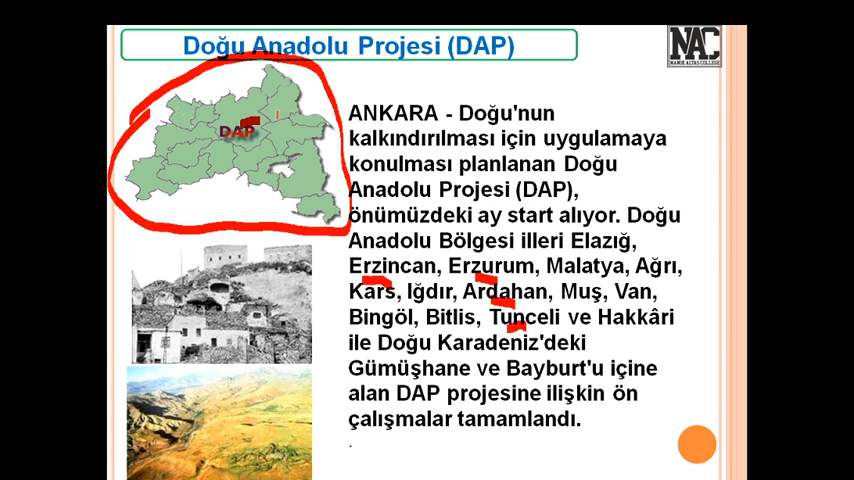 Doğu Anadolu Projesi (DAP)
NAC
NAMIK ALTAŞ COLLEGE
DAP
ANKARA - Doğu'nun
kalkındırılması için uygulamaya
konulması planlanan Doğu
Anadolu Projesi (DAP),
önümüzdeki ay start alıyor. Doğu
Anadolu Bölgesi illeri Elazığ,
Erzincan, Erzurum, Malatya, Ağrı,
Kars, Iğdır, Ardahan, Muş, Van,
Bingöl, Bitlis, Tunceli ve Hakkâri
ile Doğu Karadeniz'deki
Gümüşhane ve Bayburt'u içine
alan DAP projesine ilişkin ön
çalışmalar tamamlandı.
.